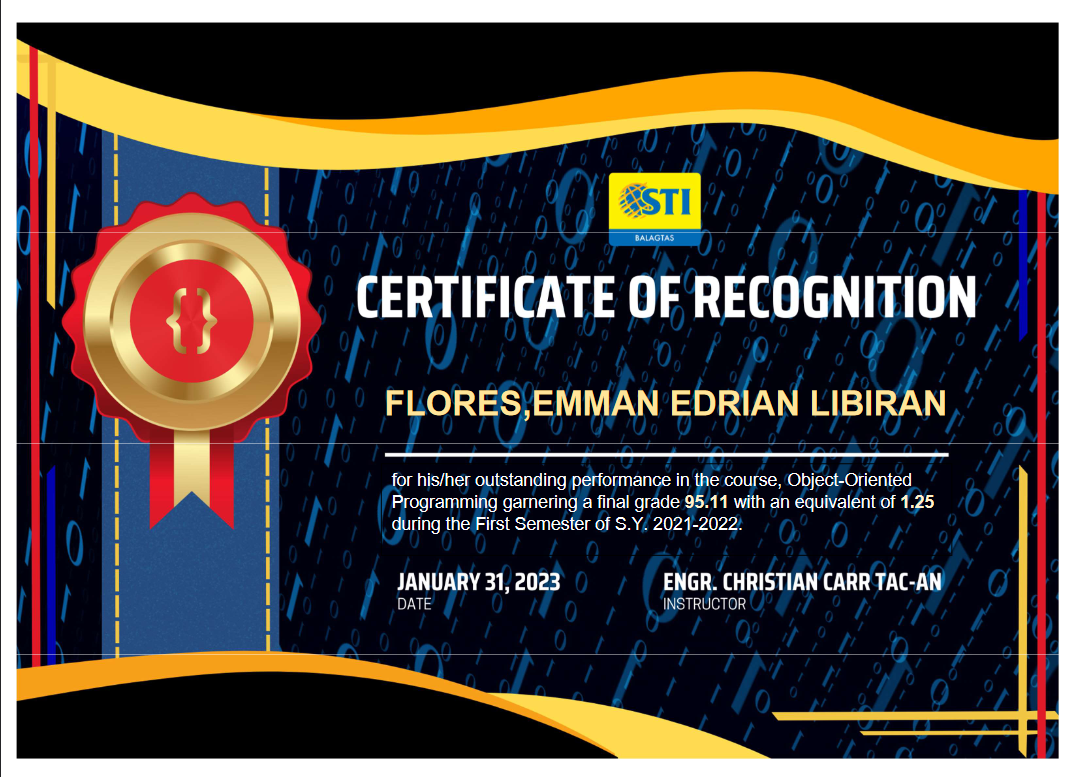 STI
BALAGTAS
CERTIFICATE OF RECOGNITION
FLORES,EMMAN EDRIAN LIBIRAN
for his/her outstanding performance in the course, Object-Oriented
Programming garnering a final grade 95.11 with an equivalent of 1.25
during the First Semester of S.Y. 2021-2022.
JANUARY 31, 2023 ENGR. CHRISTIAN CARR TAC-AN
DATE INSTRUCTOR